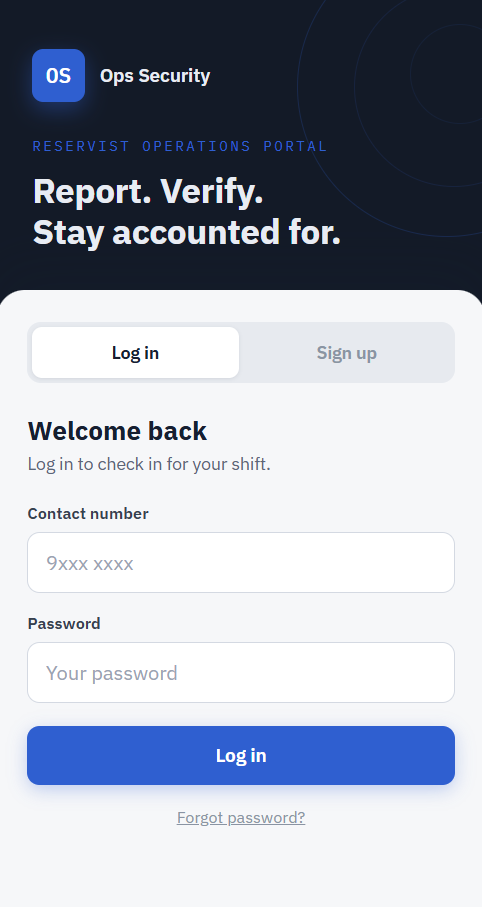 OS
Ops Security
RESERVIST OPERATIONS PORTAL
Report. Verify.
Stay accounted for.
Log in
Sign up
Welcome back
Log in to check in for your shift.
Contact number
9xxx xxxx
Password
Your password
Log in
Forgot password?